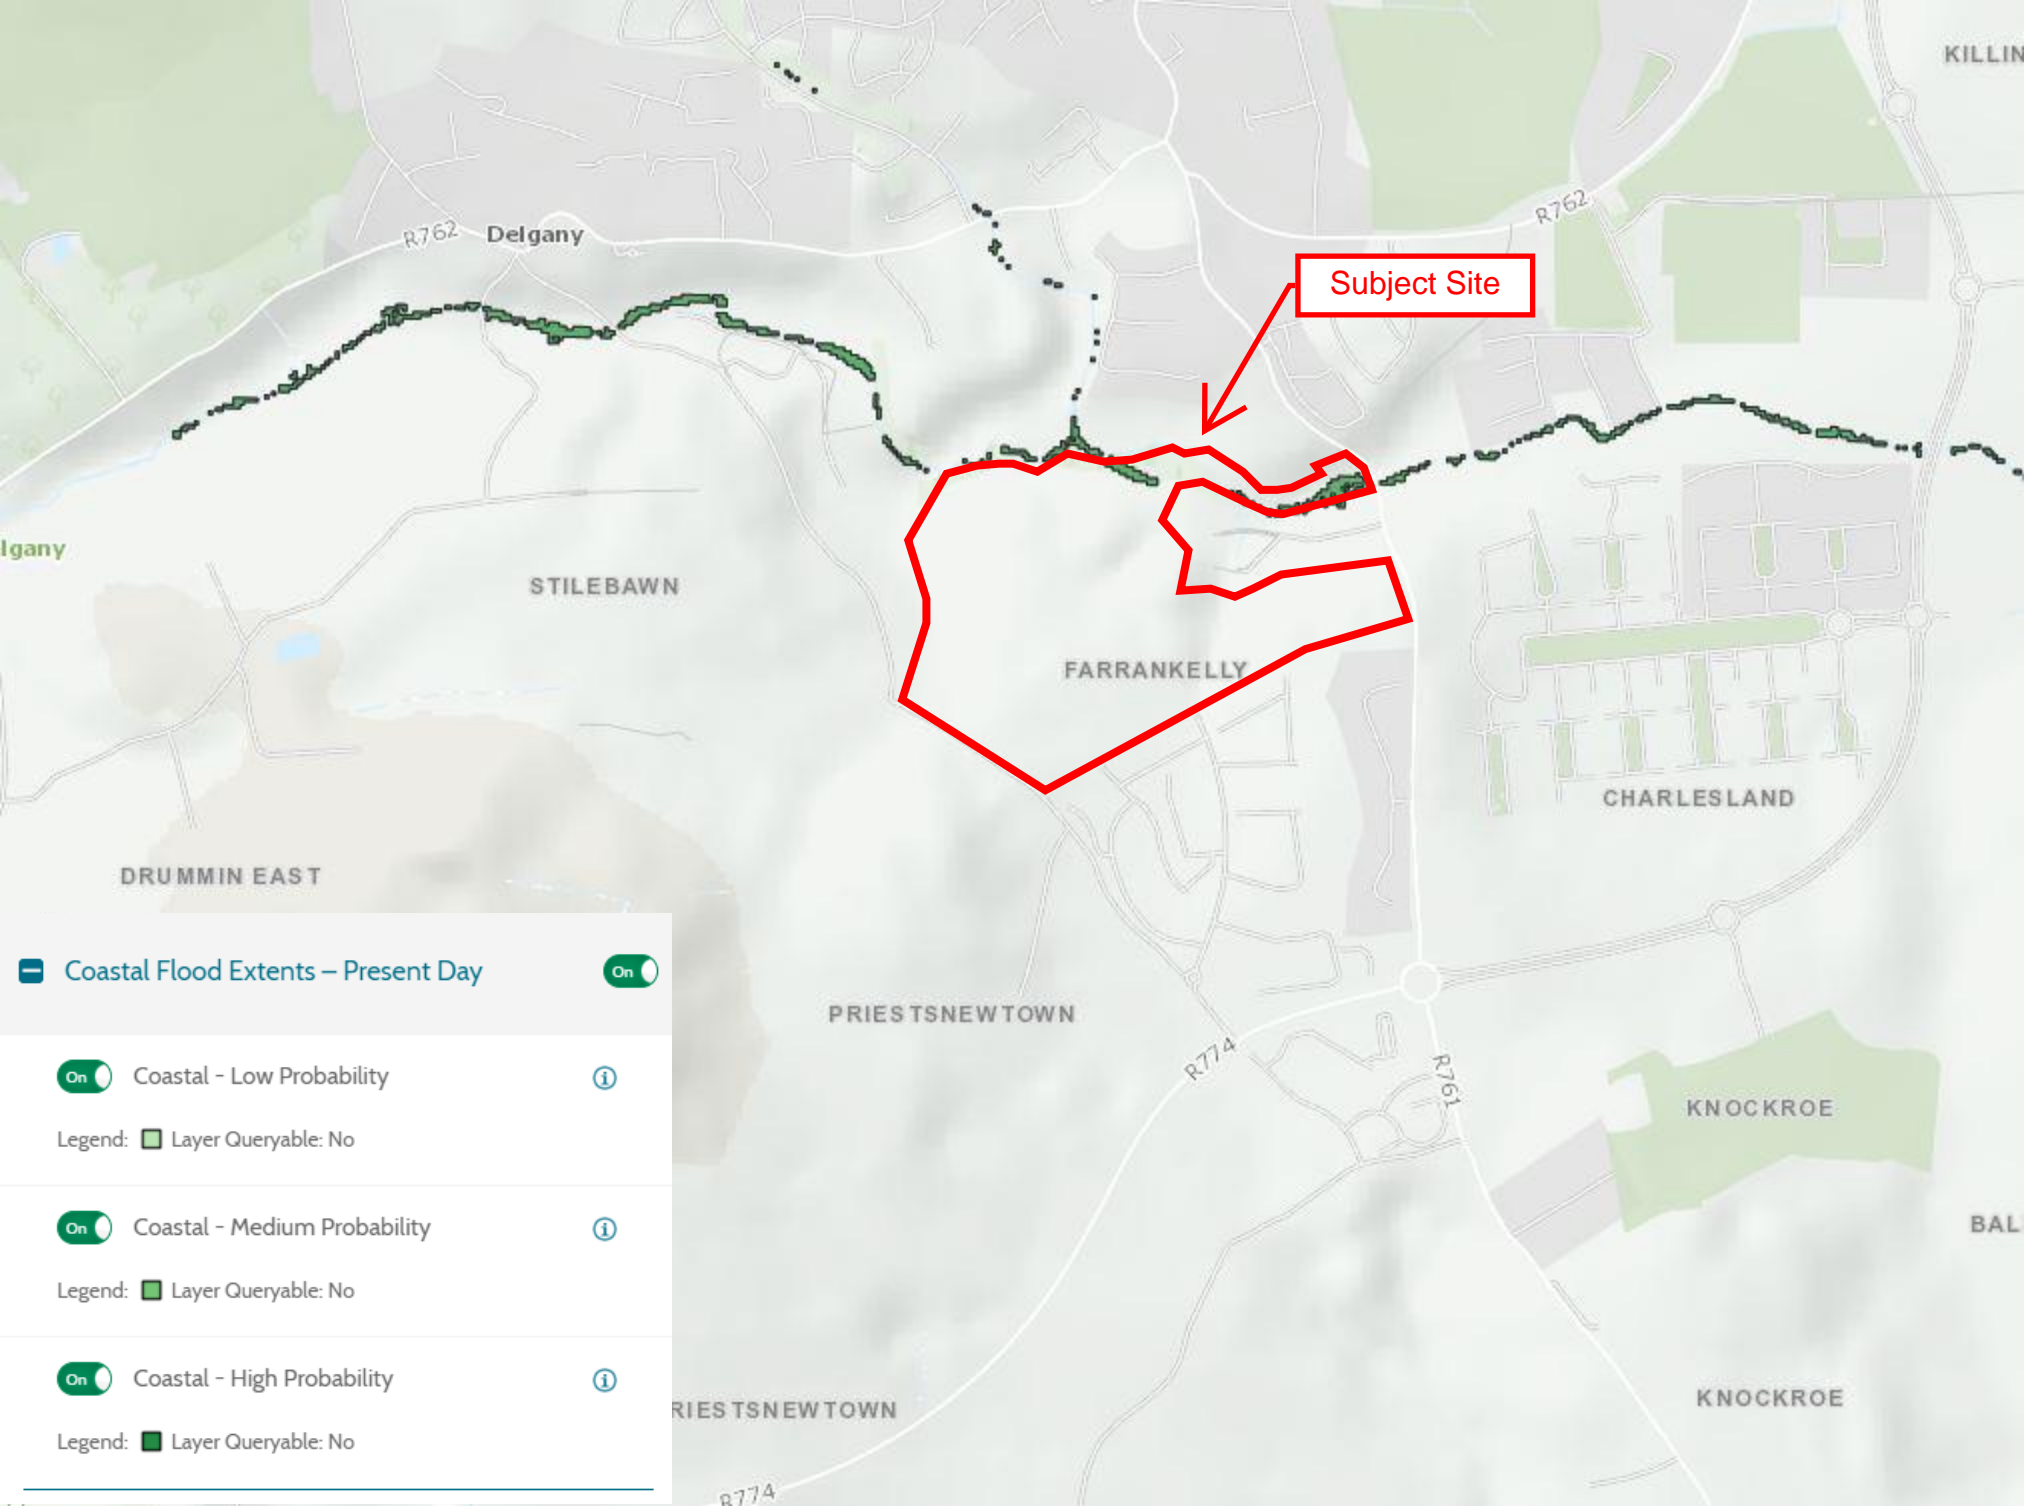 KILLIN
R762
R762
Delgany
Subject Site
lgany
STILEBAWN
FARRANKELLY
CHARLESLAND
DRUMMIN EAST
Coastal Flood Extents – Present Day
On
PRIESTSNEWTOWN
R774
R761
On
Coastal - Low Probability
KNOCKROE
Legend: Layer Queryable: No
On
Coastal - Medium Probability
BAL
Legend: Layer Queryable: No
On
Coastal - High Probability
KNOCKROE
RIESTSNEWTOWN
Legend: Layer Queryable: No
R774